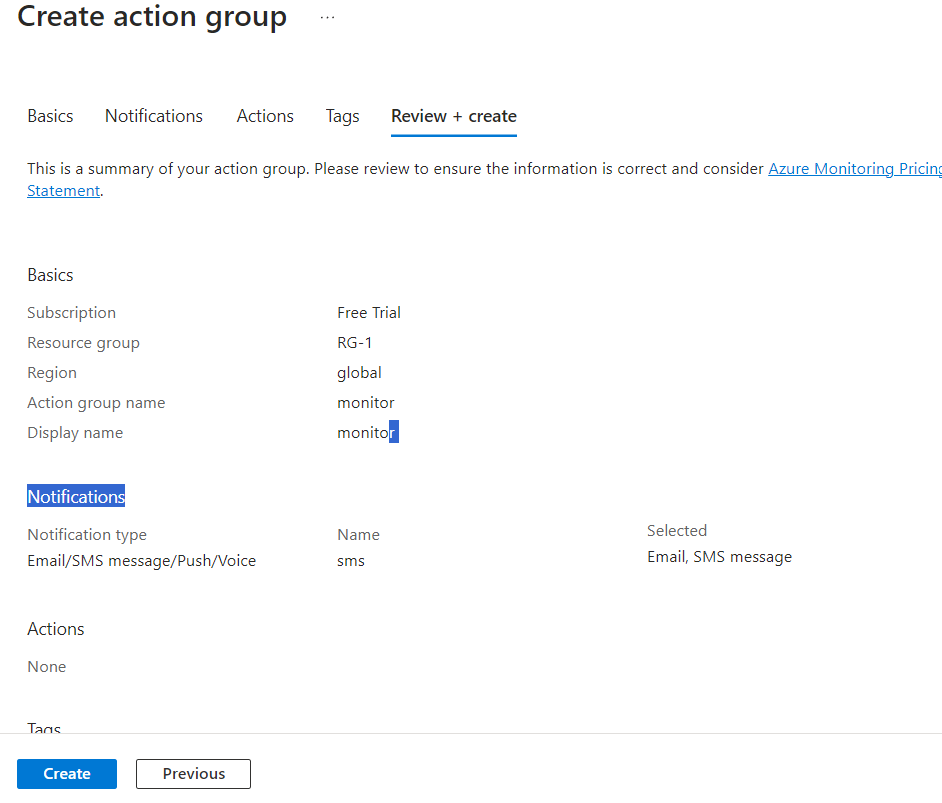 Create action group ...
Basics Notifications Actions Tags Review + create
This is a summary of your action group. Please review to ensure the information is correct and consider Azure Monitoring Pricing
Statement.
Basics
Subscription Free Trial
Resource group RG-1
Region global
Action group name monitor
Display name monitor
Notifications
Notification type Name Selected
Email/SMS message/Push/Voice sms Email, SMS message
Actions
None
Tags
Create Previous